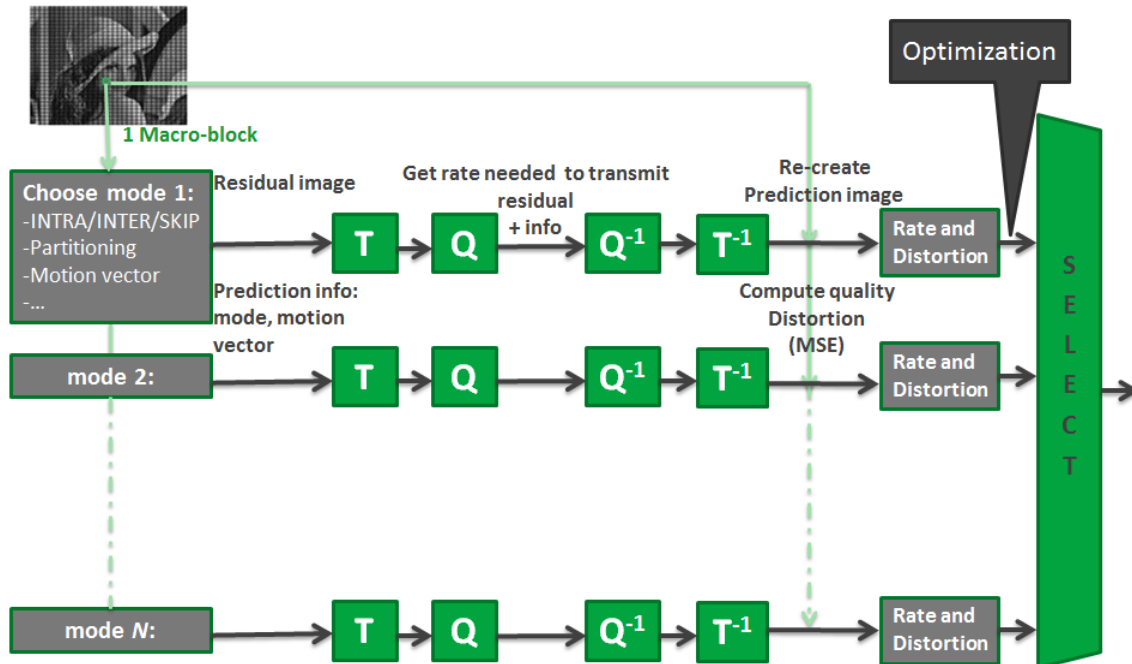 Optimization
1 Macro-block
Choose mode 1:
-INTRA/INTER/SKIP
-Partitioning
-Motion vector
-...
Residual image
Get rate needed to transmit
residual
+ info
Re-create
Prediction image
T
Q
Q⁻¹
T⁻¹
Rate and
Distortion
Prediction info:
mode, motion
vector
Compute quality
Distortion
(MSE)
mode 2:
T
Q
Q⁻¹
T⁻¹
Rate and
Distortion
mode N:
T
Q
Q⁻¹
T⁻¹
Rate and
Distortion
SELECT